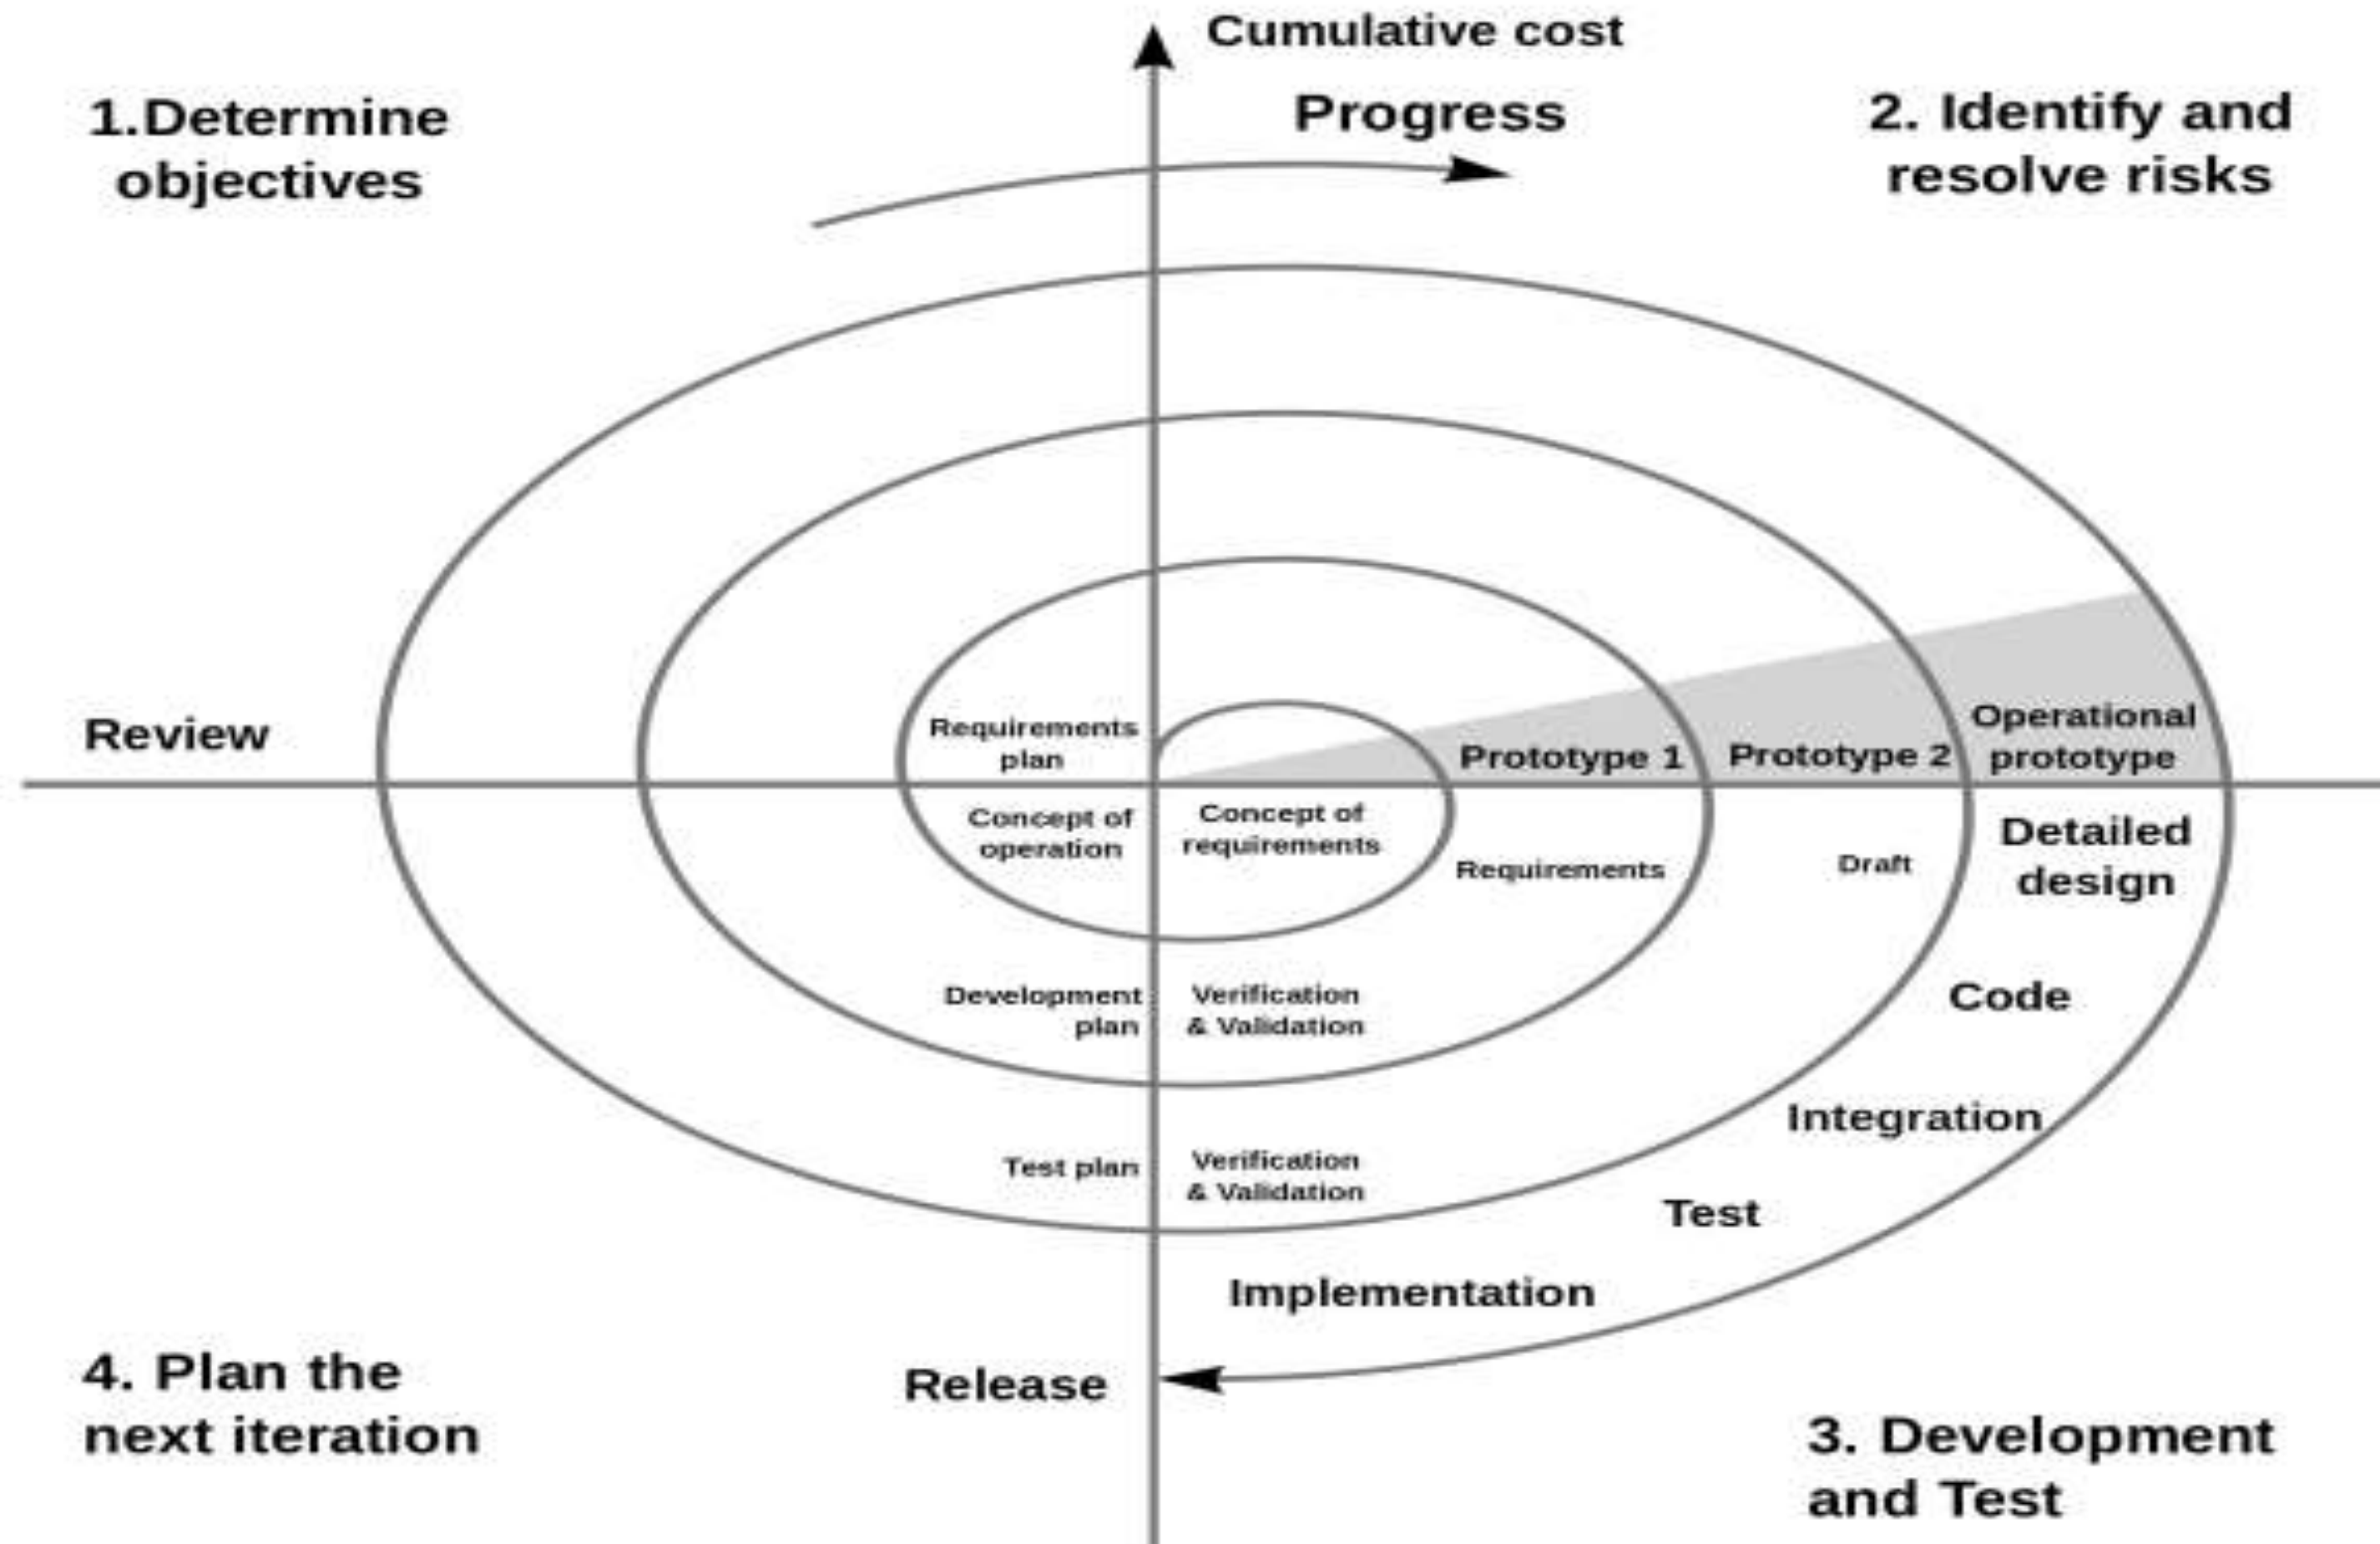 Cumulative cost
Progress
1.Determine
objectives
2. Identify and
resolve risks
Review
Requirements
plan
Prototype 1
Prototype 2
Operational
prototype
Concept of
operation
Concept of
requirements
Requirements
Draft
Detailed
design
Development
plan
Verification
& Validation
Code
Integration
Test plan
Verification
& Validation
Test
Implementation
Release
4. Plan the
next iteration
3. Development
and Test